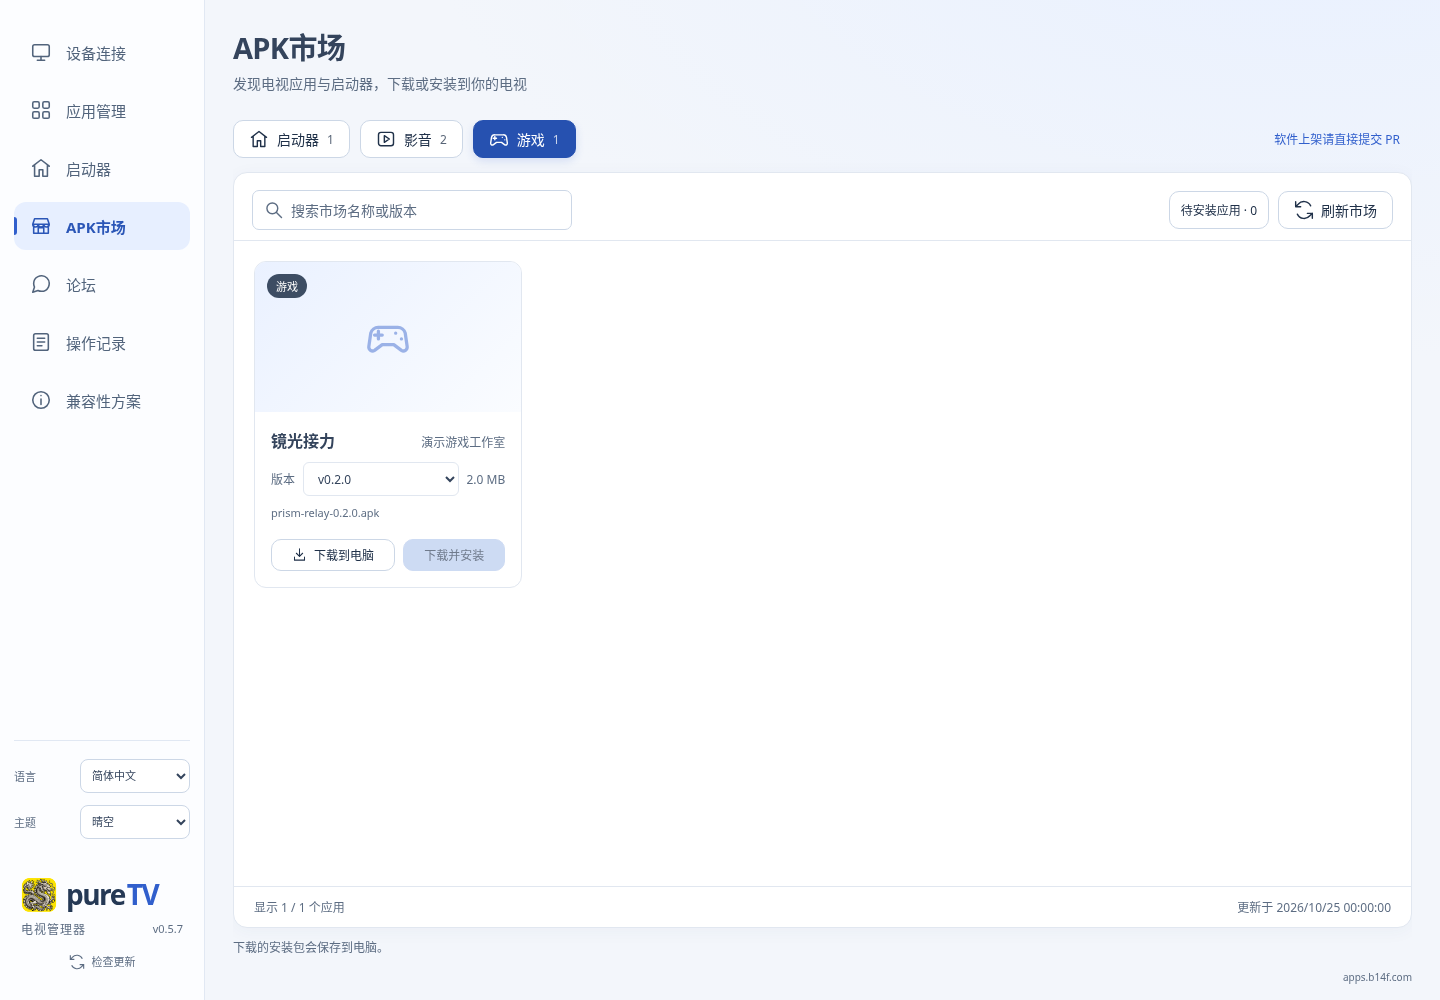 设备连接
应用管理
启动器
APK市场
论坛
操作记录
兼容性方案
语言
简体中文
主题
晴空
pureTV
电视管理器
v0.5.7
检查更新
APK市场
发现电视应用与启动器，下载或安装到你的电视
启动器 1
影音 2
游戏 1
软件上架请直接提交 PR
搜索市场名称或版本
待安装应用 · 0
刷新市场
游戏
镜光接力
演示游戏工作室
版本
v0.2.0
2.0 MB
prism-relay-0.2.0.apk
下载到电脑
下载并安装
显示 1 / 1 个应用
更新于 2026/10/25 00:00:00
下载的安装包会保存到电脑。
apps.b14f.com